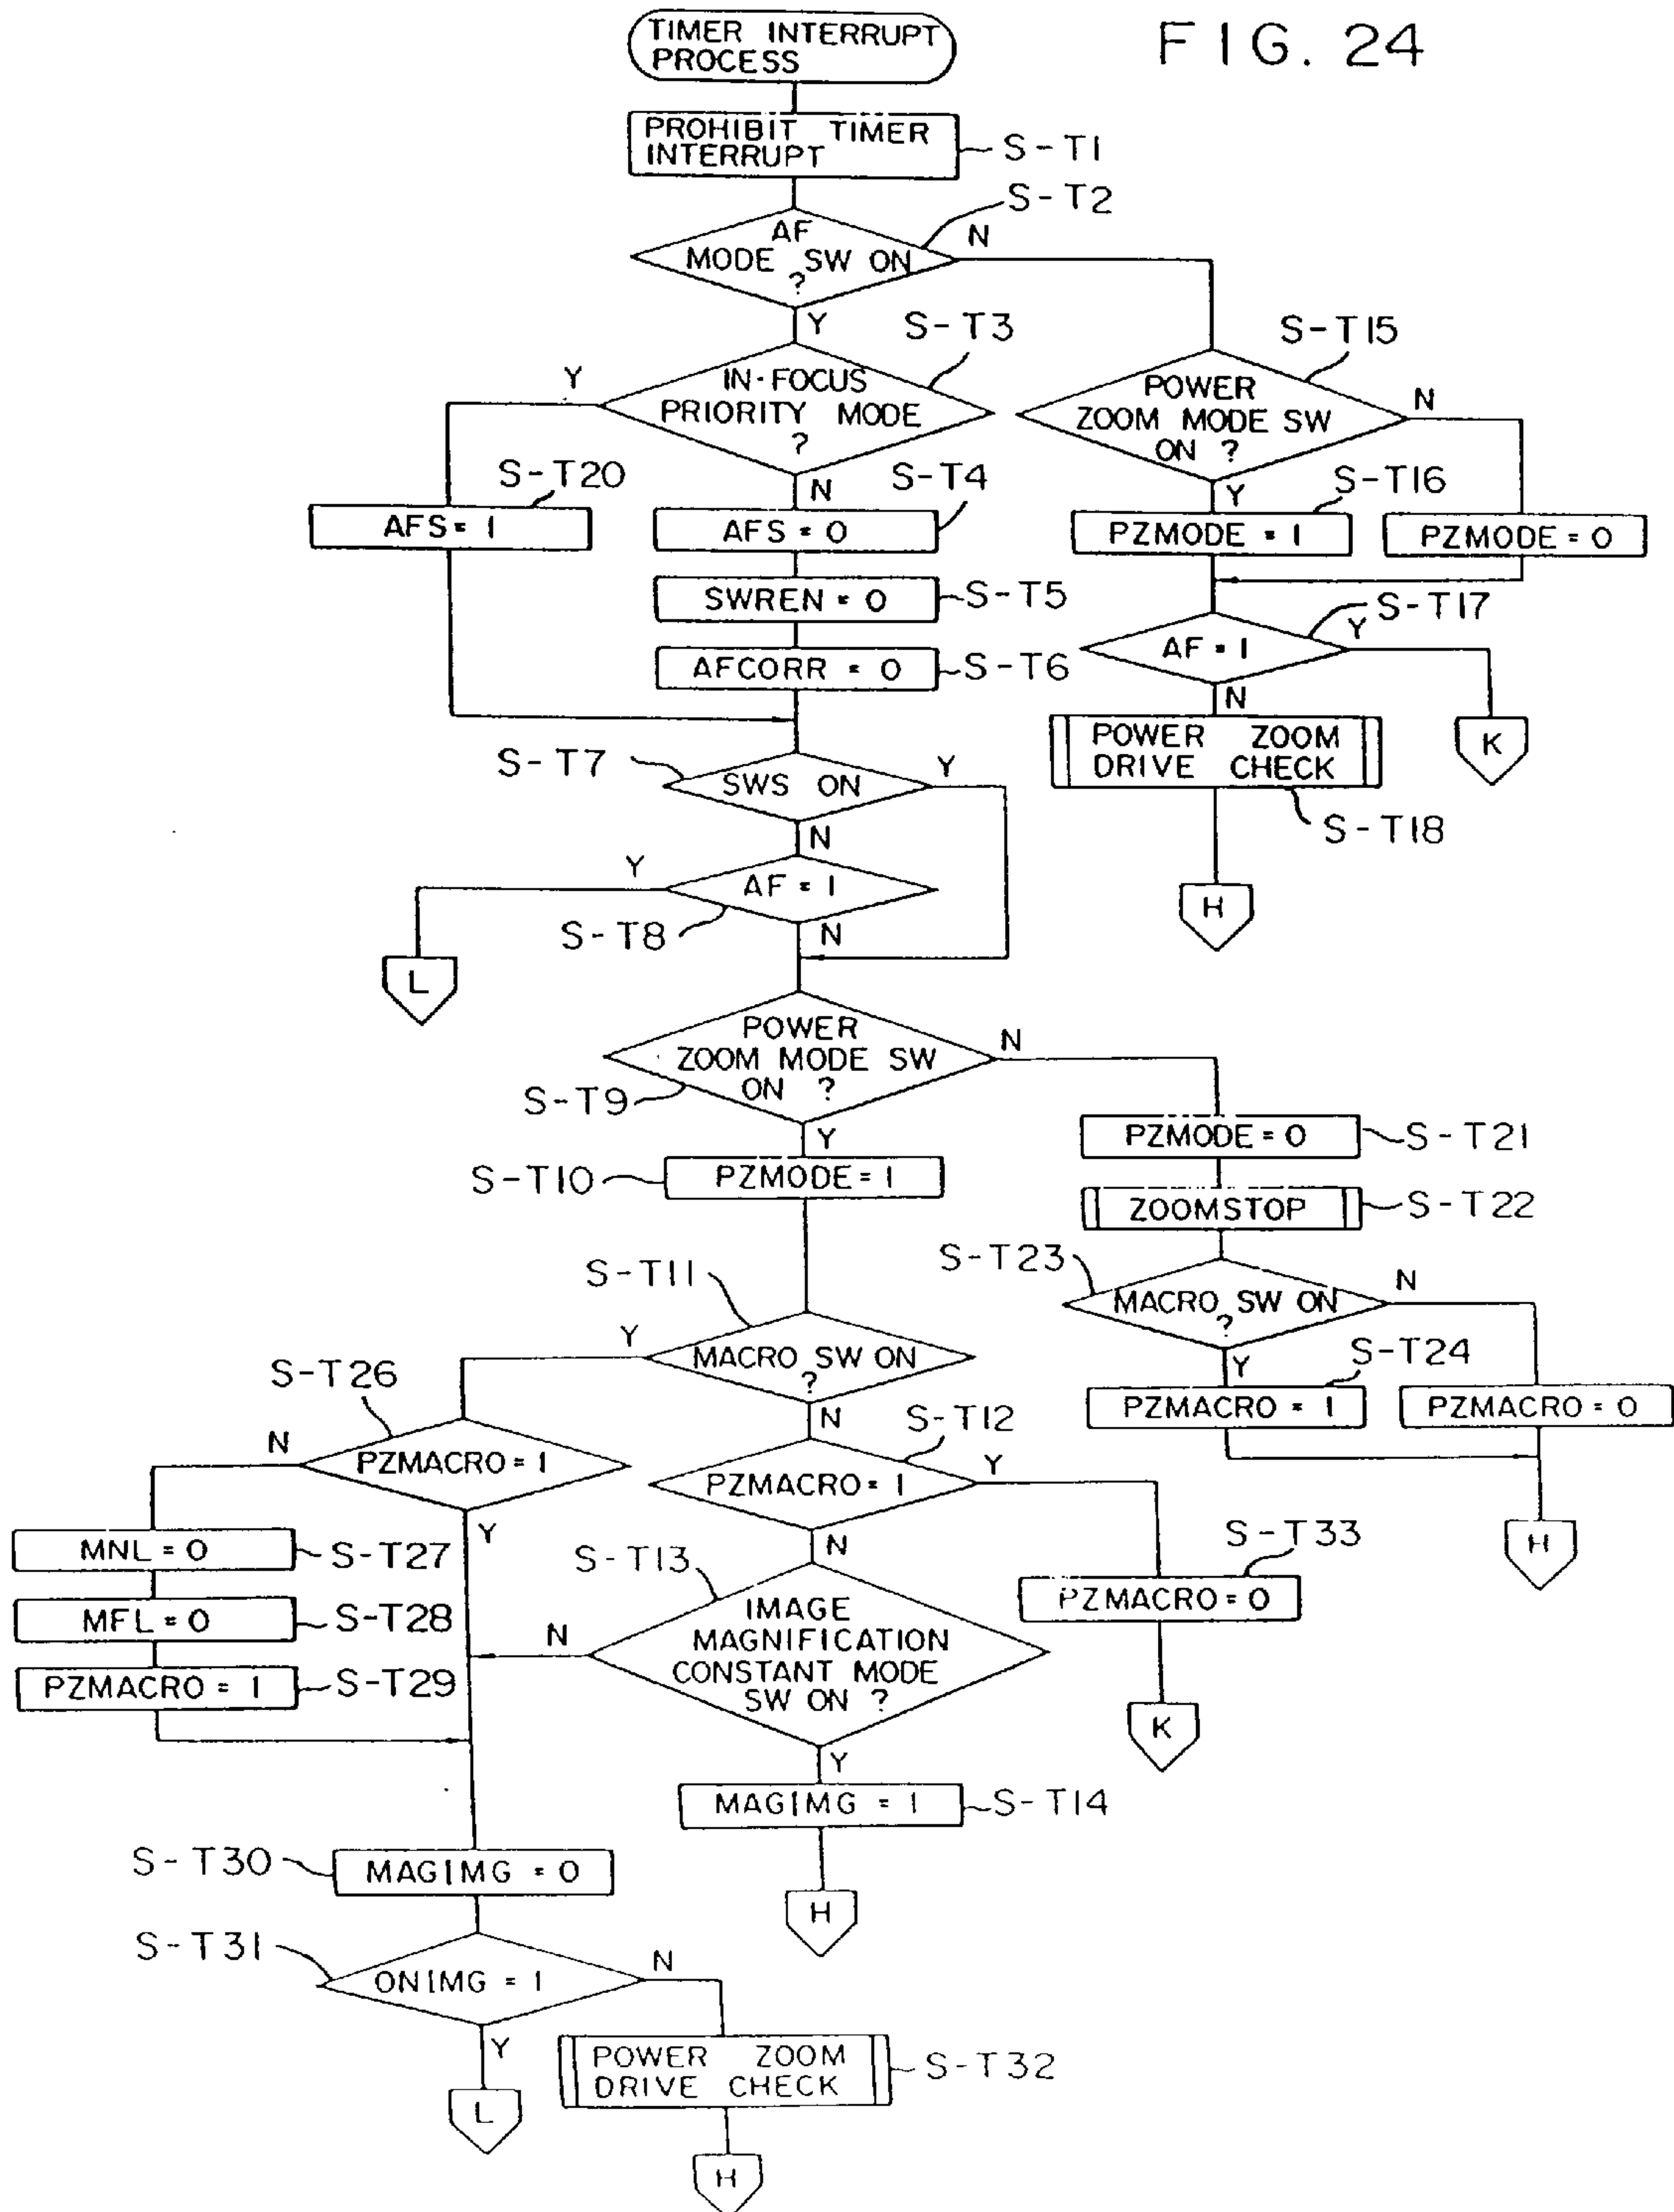 FIG. 24
TIMER INTERRUPT
PROCESS
PROHIBIT TIMER
INTERRUPT
S-T1
S-T2
AF
MODE SW ON
?
N
Y
S-T3
IN-FOCUS
PRIORITY MODE
?
Y
N
S-T15
POWER
ZOOM MODE SW
ON ?
N
Y
S-T20
AFS = 1
S-T4
AFS = 0
S-T16
PZMODE = 1
PZMODE = 0
SWREN = 0
S-T5
S-T17
AF = 1
Y
N
AFCORR = 0
S-T6
POWER ZOOM
DRIVE CHECK
K
S-T18
H
S-T7
SWS ON
Y
N
Y
AF = 1
S-T8
N
L
POWER
ZOOM MODE SW
ON ?
N
S-T9
Y
PZMODE = 0
S-T21
S-T10
PZMODE = 1
ZOOMSTOP
S-T22
S-T23
MACRO SW ON
?
N
Y
S-T24
PZMACRO = 1
PZMACRO = 0
H
S-T11
MACRO SW ON
?
Y
N
S-T26
PZMACRO = 1
N
Y
S-T12
PZMACRO = 1
Y
N
MNL = 0
S-T27
MFL = 0
S-T28
PZMACRO = 1
S-T29
S-T13
IMAGE
MAGNIFICATION
CONSTANT MODE
SW ON ?
N
Y
S-T33
PZMACRO = 0
K
MAGIMG = 1
S-T14
H
S-T30
MAGIMG = 0
S-T31
ONIMG = 1
N
Y
L
POWER ZOOM
DRIVE CHECK
S-T32
H